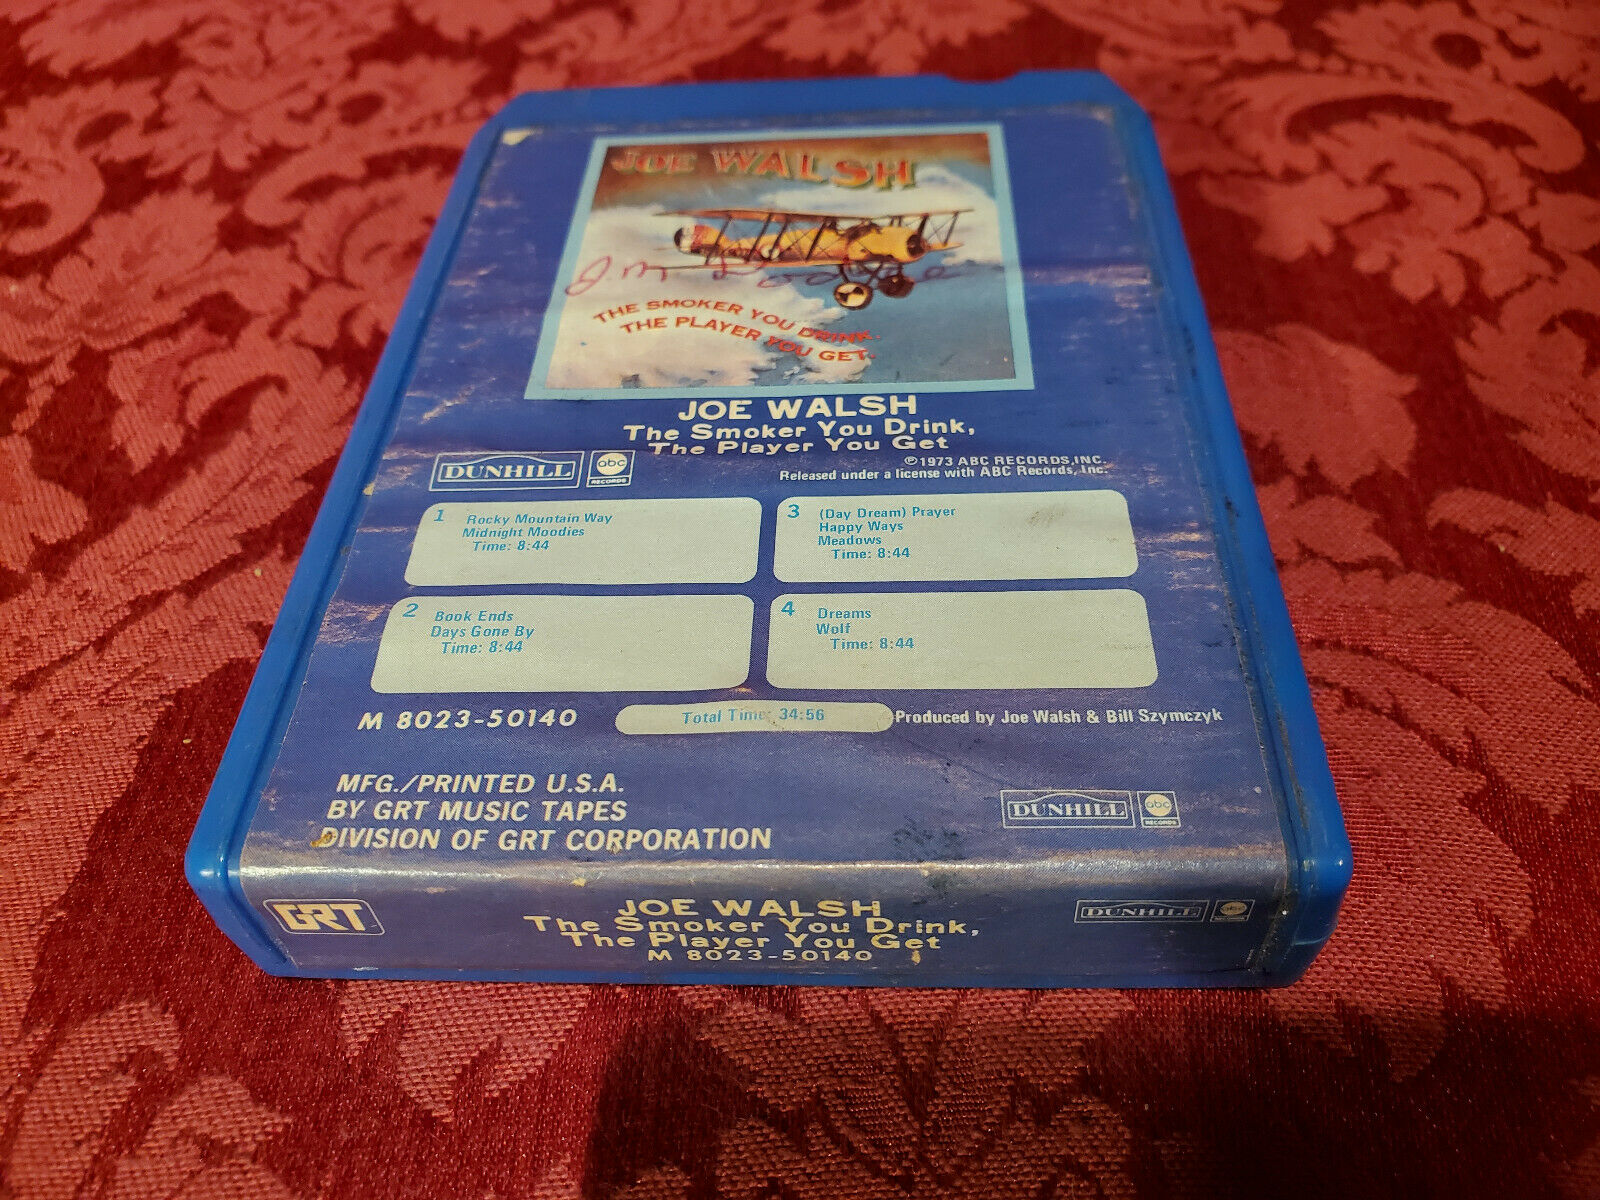 JOE WALSH
THE SMOKER YOU DRINK,
THE PLAYER YOU GET.
JOE WALSH
The Smoker You Drink,
The Player You Get
DUNHILL
abc
RECORDS
℗1973 ABC RECORDS, INC.
Released under a license with ABC Records, Inc.
1 Rocky Mountain Way
Midnight Moodies
Time: 8:44
2 Book Ends
Days Gone By
Time: 8:44
3 (Day Dream) Prayer
Happy Ways
Meadows
Time: 8:44
4 Dreams
Wolf
Time: 8:44
M 8023-50140
Total Time: 34:56
Produced by Joe Walsh & Bill Szymczyk
MFG./PRINTED U.S.A.
BY GRT MUSIC TAPES
DIVISION OF GRT CORPORATION
DUNHILL
abc
RECORDS
GRT
JOE WALSH
The Smoker You Drink,
The Player You Get
M 8023-50140
DUNHILL
abc